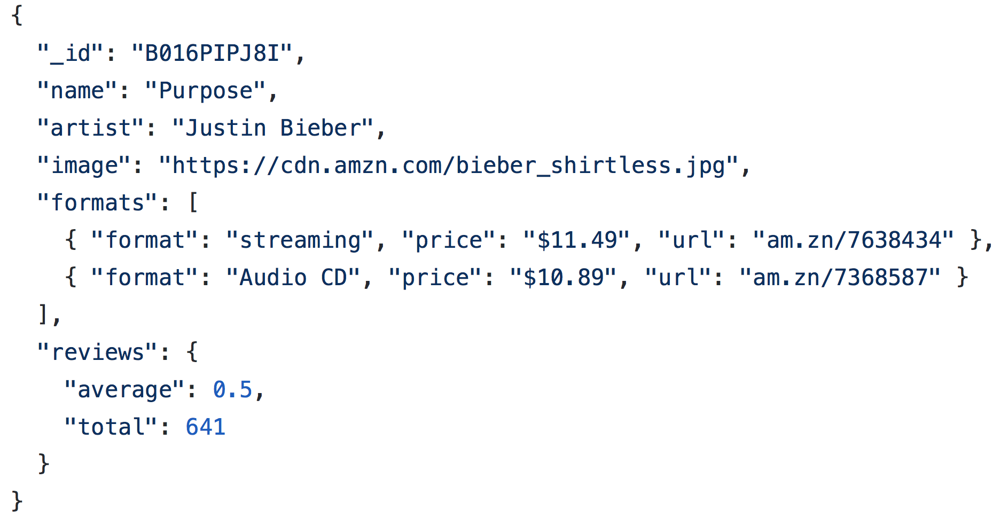 {
  "_id": "B016PIPJ8I",
  "name": "Purpose",
  "artist": "Justin Bieber",
  "image": "https://cdn.amzn.com/bieber_shirtless.jpg",
  "formats": [
    { "format": "streaming", "price": "$11.49", "url": "am.zn/7638434" },
    { "format": "Audio CD", "price": "$10.89", "url": "am.zn/7368587" }
  ],
  "reviews": {
    "average": 0.5,
    "total": 641
  }
}